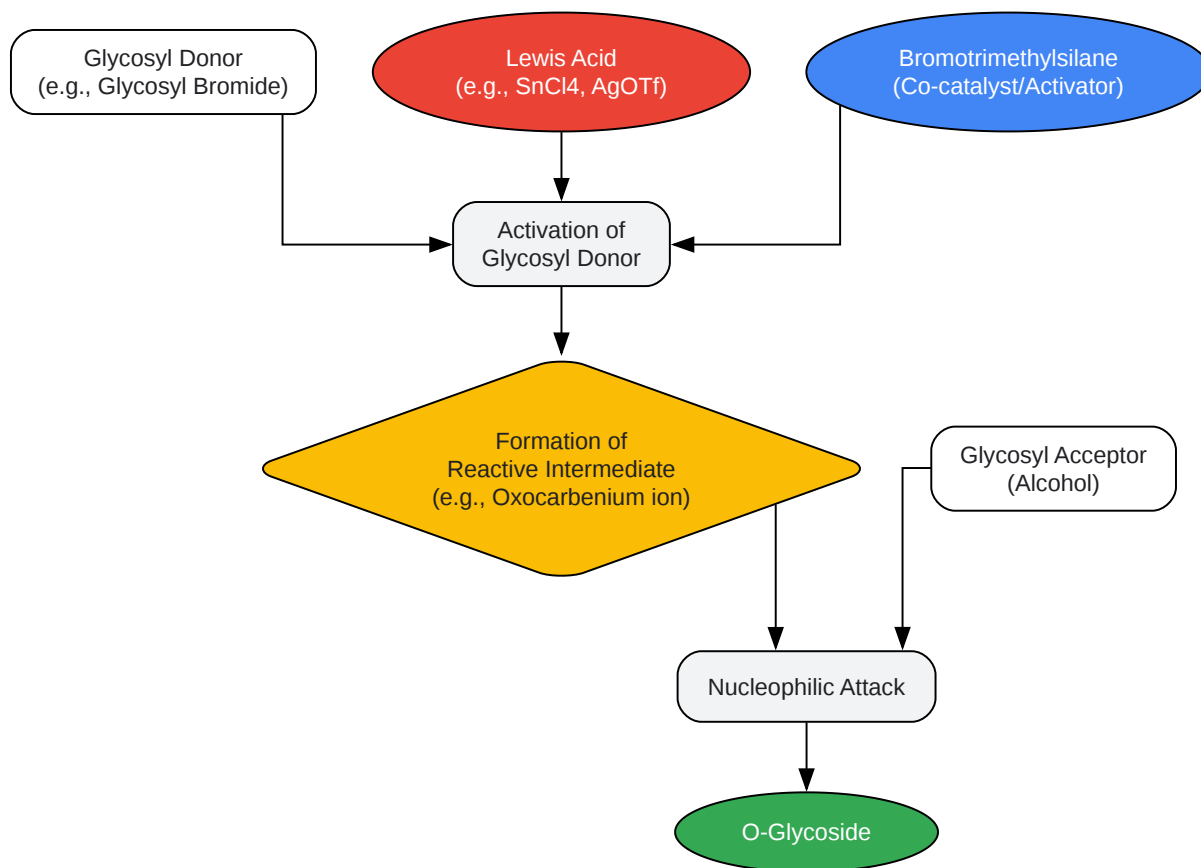 Glycosyl Donor
(e.g., Glycosyl Bromide)
Lewis Acid
(e.g., SnCl4, AgOTf)
Bromotrimethylsilane
(Co-catalyst/Activator)
Activation of
Glycosyl Donor
Formation of
Reactive Intermediate
(e.g., Oxocarbenium ion)
Glycosyl Acceptor
(Alcohol)
Nucleophilic Attack
O-Glycoside